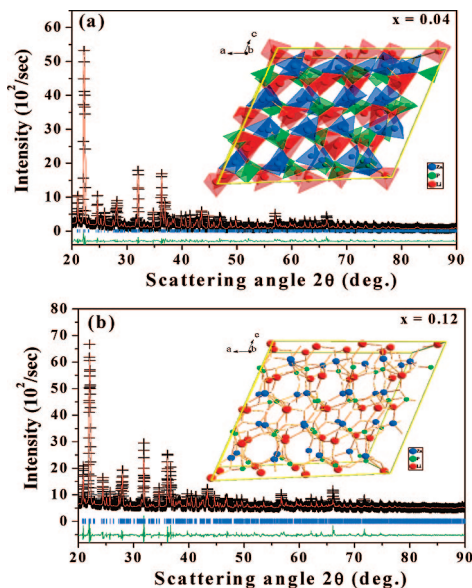 (a)
x = 0.04
c
a
b
60
50
40
30
20
10
0
Intensity (10²/sec)
Zn
P
Li
20 30 40 50 60 70 80 90
Scattering angle 2θ (deg.)
(b)
x = 0.12
c
a
b
80
70
60
50
40
30
20
10
0
Intensity (10²/sec)
Zn
P
Li
20 30 40 50 60 70 80 90
Scattering angle 2θ (deg.)